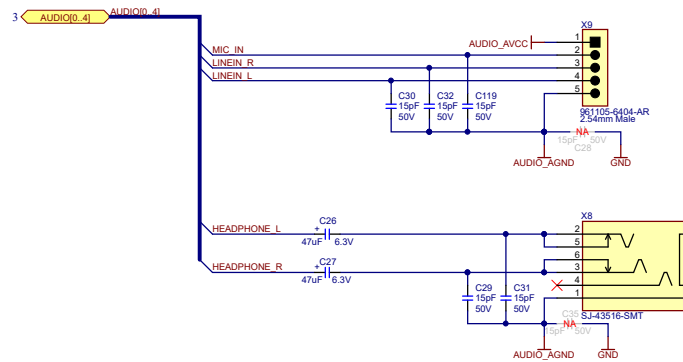 3 AUDIO[0..4] AUDIO[0..4]
X9
AUDIO_AVCC 1
MIC_IN 2
LINEIN_R 3
LINEIN_L 4
5
C30 C32 C119
15pF 15pF 15pF
50V 50V 50V
961105-6404-AR
2.54mm Male
NA
15pF 50V
C28
AUDIO_AGND GND
X8
HEADPHONE_L + C26 2
47uF 6.3V 5
6
HEADPHONE_R + C27 3
47uF 6.3V 4
1
C29 C31
15pF 15pF
50V 50V
SJ-43516-SMT
C35
15pF NA 50V
AUDIO_AGND GND